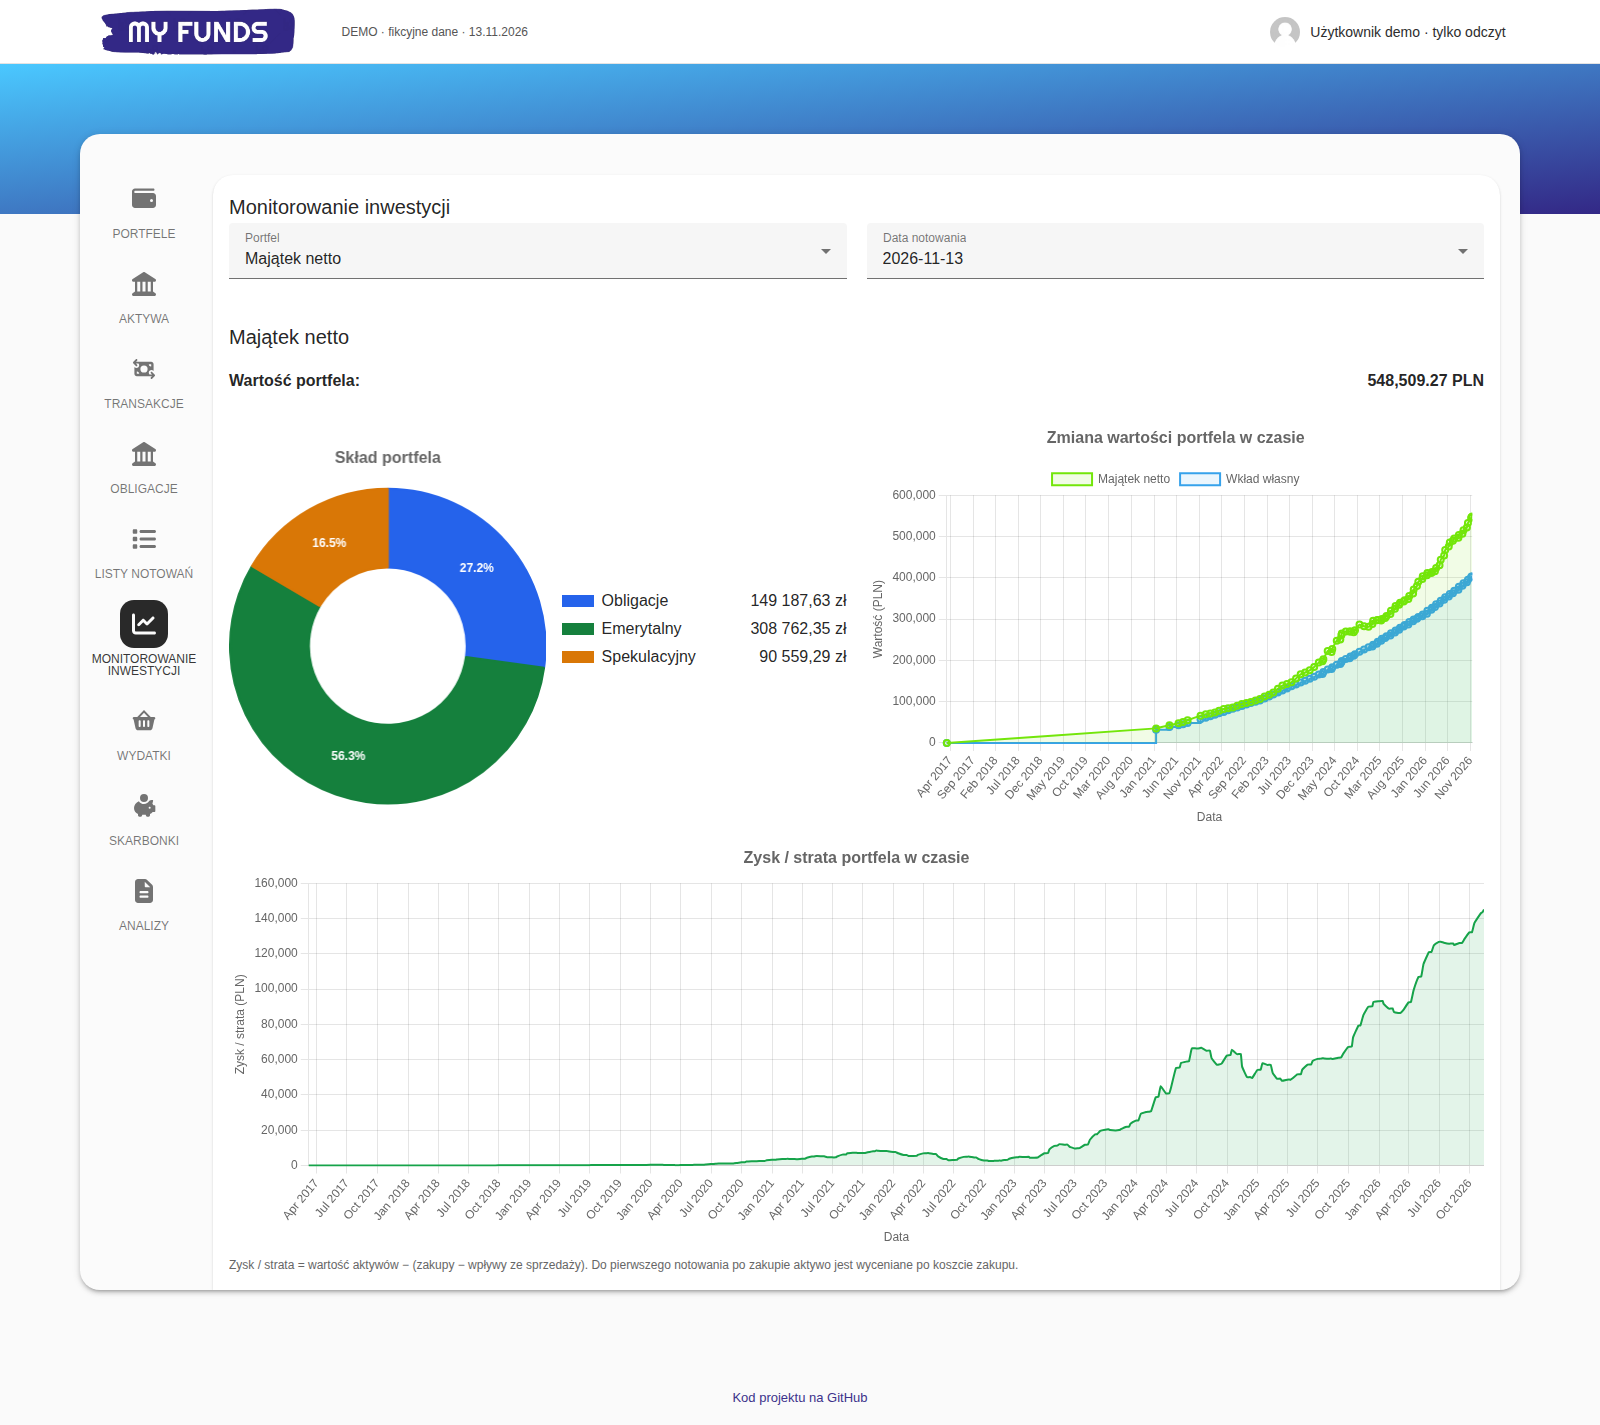 MY FUNDS
DEMO · fikcyjne dane · 13.11.2026
Użytkownik demo · tylko odczyt
PORTFELE
AKTYWA
TRANSAKCJE
OBLIGACJE
LISTY NOTOWAŃ
MONITOROWANIE
INWESTYCJI
WYDATKI
SKARBONKI
ANALIZY
Monitorowanie inwestycji
Portfel
Majątek netto
Data notowania
2026-11-13
Majątek netto
Wartość portfela:
548,509.27 PLN
Skład portfela
16.5%
27.2%
56.3%
Obligacje 149 187,63 zł
Emerytalny 308 762,35 zł
Spekulacyjny 90 559,29 zł
Zmiana wartości portfela w czasie
Majątek netto
Wkład własny
Wartość (PLN)
600,000
500,000
400,000
300,000
200,000
100,000
0
Apr 2017
Sep 2017
Feb 2018
Jul 2018
Dec 2018
May 2019
Oct 2019
Mar 2020
Aug 2020
Jan 2021
Jun 2021
Nov 2021
Apr 2022
Sep 2022
Feb 2023
Jul 2023
Dec 2023
May 2024
Oct 2024
Mar 2025
Aug 2025
Jan 2026
Jun 2026
Nov 2026
Data
Zysk / strata portfela w czasie
Zysk / strata (PLN)
160,000
140,000
120,000
100,000
80,000
60,000
40,000
20,000
0
Apr 2017
Jul 2017
Oct 2017
Jan 2018
Apr 2018
Jul 2018
Oct 2018
Jan 2019
Apr 2019
Jul 2019
Oct 2019
Jan 2020
Apr 2020
Jul 2020
Oct 2020
Jan 2021
Apr 2021
Jul 2021
Oct 2021
Jan 2022
Apr 2022
Jul 2022
Oct 2022
Jan 2023
Apr 2023
Jul 2023
Oct 2023
Jan 2024
Apr 2024
Jul 2024
Oct 2024
Jan 2025
Apr 2025
Jul 2025
Oct 2025
Jan 2026
Apr 2026
Jul 2026
Oct 2026
Data
Zysk / strata = wartość aktywów − (zakupy − wpływy ze sprzedaży). Do pierwszego notowania po zakupie aktywo jest wyceniane po koszcie zakupu.
Kod projektu na GitHub